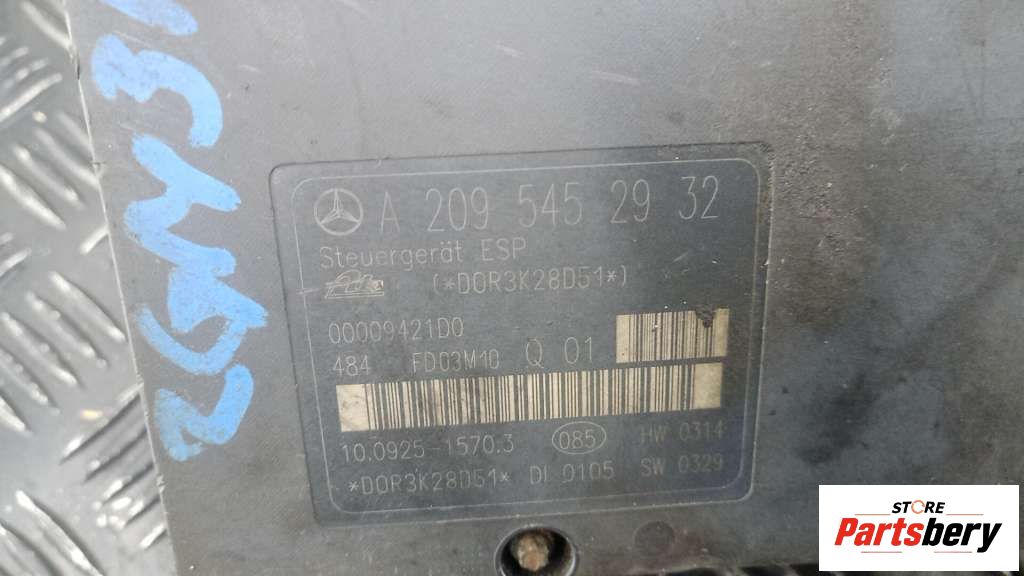 A 209 545 29 32
Steuergerät ESP
Ate (*D0R3K28D51*)
00009421D0
484 FD03M10 Q 01
10.0925-1570.3 085 HW 0314
*D0R3K28D51* DI 0105 SW 0329
STORE
Partsbery